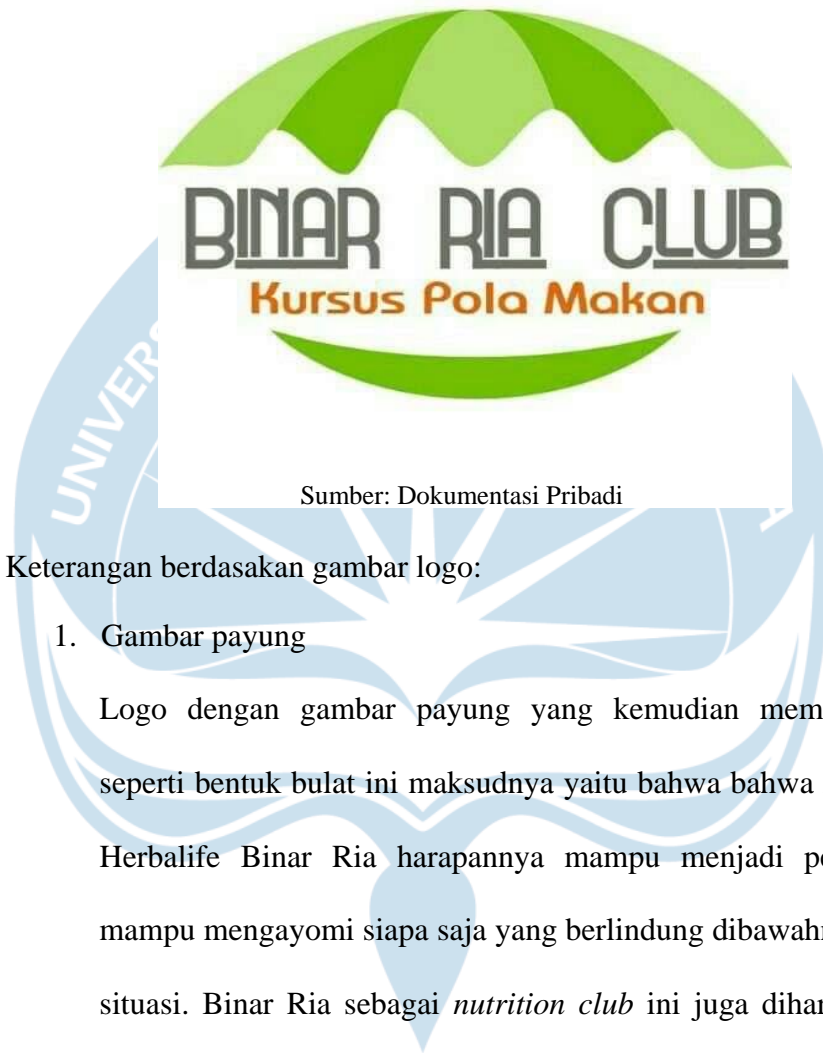 BINAR RIA CLUB
Kursus Pola Makan
UNIVERS
Sumber: Dokumentasi Pribadi
Keterangan berdasakan gambar logo:
1. Gambar payung
Logo dengan gambar payung yang kemudian mem
seperti bentuk bulat ini maksudnya yaitu bahwa bahwa
Herbalife Binar Ria harapannya mampu menjadi pe
mampu mengayomi siapa saja yang berlindung dibawah
situasi. Binar Ria sebagai nutrition club ini juga dihar